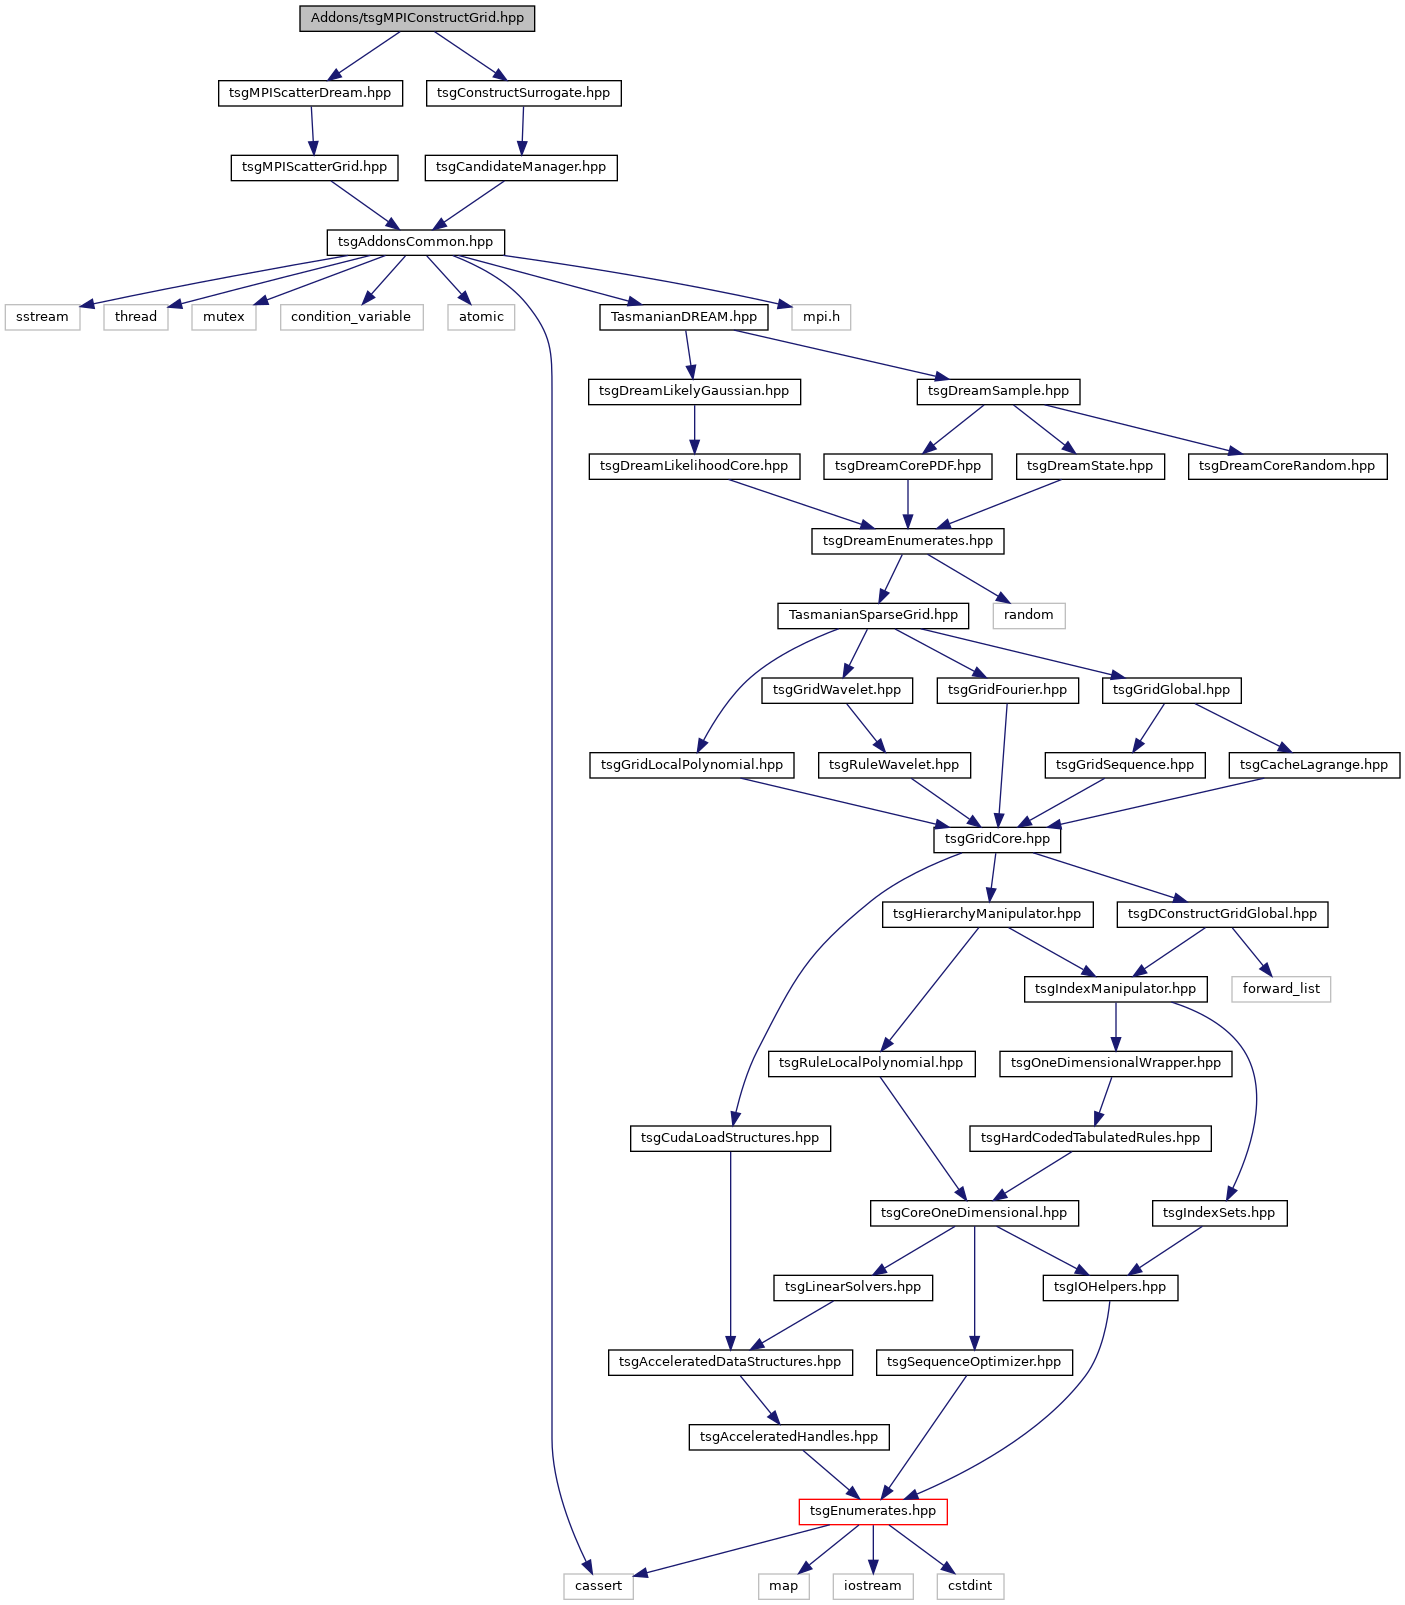 Addons/tsgMPIConstructGrid.hpp
tsgMPIScatterDream.hpp
tsgConstructSurrogate.hpp
tsgMPIScatterGrid.hpp
tsgCandidateManager.hpp
tsgAddonsCommon.hpp
sstream
thread
mutex
condition_variable
atomic
TasmanianDREAM.hpp
mpi.h
tsgDreamLikelyGaussian.hpp
tsgDreamSample.hpp
tsgDreamLikelihoodCore.hpp
tsgDreamCorePDF.hpp
tsgDreamState.hpp
tsgDreamCoreRandom.hpp
tsgDreamEnumerates.hpp
TasmanianSparseGrid.hpp
random
tsgGridWavelet.hpp
tsgGridFourier.hpp
tsgGridGlobal.hpp
tsgGridLocalPolynomial.hpp
tsgRuleWavelet.hpp
tsgGridSequence.hpp
tsgCacheLagrange.hpp
tsgGridCore.hpp
tsgHierarchyManipulator.hpp
tsgDConstructGridGlobal.hpp
tsgIndexManipulator.hpp
forward_list
tsgRuleLocalPolynomial.hpp
tsgOneDimensionalWrapper.hpp
tsgCudaLoadStructures.hpp
tsgHardCodedTabulatedRules.hpp
tsgCoreOneDimensional.hpp
tsgIndexSets.hpp
tsgLinearSolvers.hpp
tsgIOHelpers.hpp
tsgAcceleratedDataStructures.hpp
tsgSequenceOptimizer.hpp
tsgAcceleratedHandles.hpp
tsgEnumerates.hpp
cassert
map
iostream
cstdint